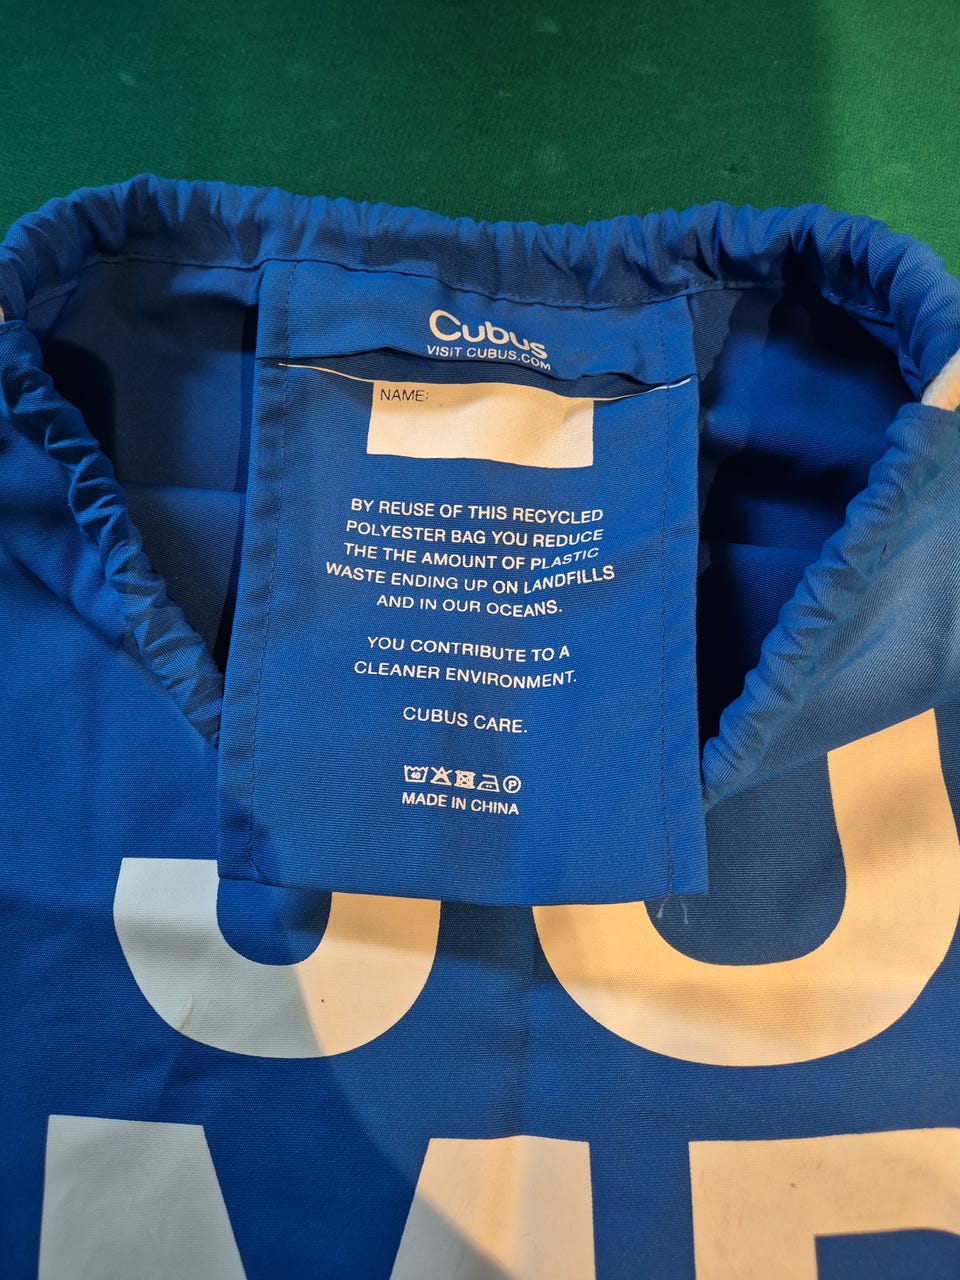 Cubus
VISIT CUBUS.COM
NAME:
BY REUSE OF THIS RECYCLED
POLYESTER BAG YOU REDUCE
THE THE AMOUNT OF PLASTIC
WASTE ENDING UP ON LANDFILLS
AND IN OUR OCEANS.
YOU CONTRIBUTE TO A
CLEANER ENVIRONMENT.
CUBUS CARE.
40 P
MADE IN CHINA